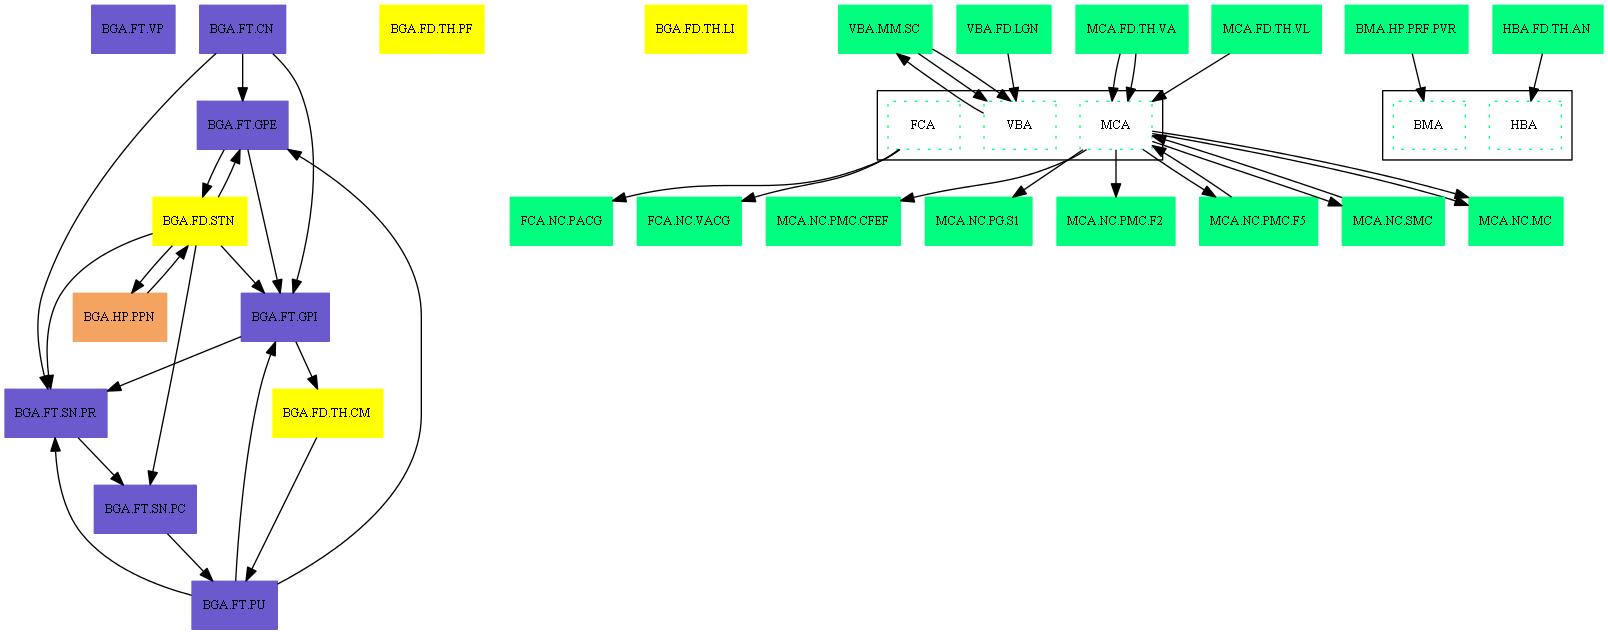 BGA.FT.VP
BGA.FT.CN
BGA.FD.TH.PF
BGA.FD.TH.LI
VBA.MM.SC
VBA.FD.LGN
MCA.FD.TH.VA
MCA.FD.TH.VL
BMA.HP.PRF.PVR
HBA.FD.TH.AN
BGA.FT.GPE
FCA
VBA
MCA
BMA
HBA
BGA.FD.STN
FCA.NC.PACG
FCA.NC.VACG
MCA.NC.PMC.CFEF
MCA.NC.PG.S1
MCA.NC.PMC.F2
MCA.NC.PMC.F5
MCA.NC.SMC
MCA.NC.MC
BGA.HP.PPN
BGA.FT.GPI
BGA.FT.SN.PR
BGA.FD.TH.CM
BGA.FT.SN.PC
BGA.FT.PU